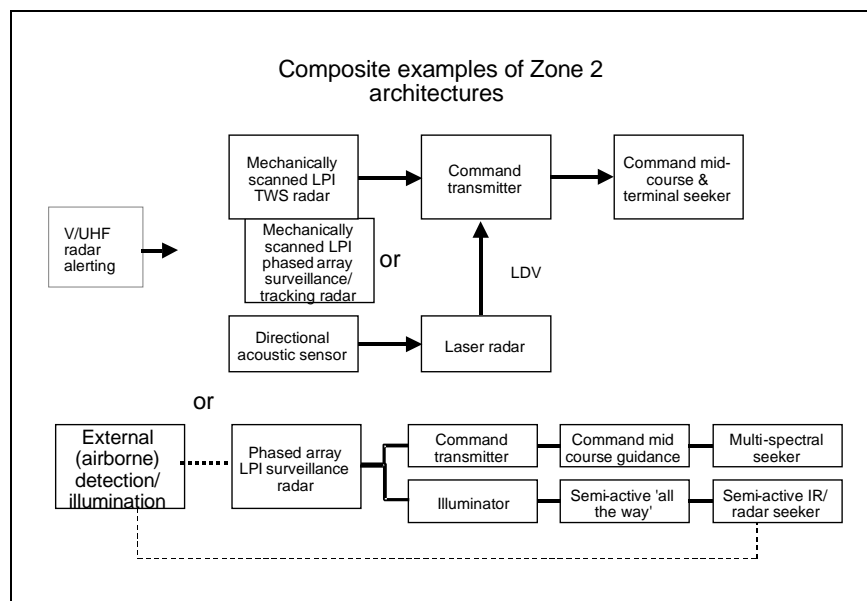 Composite examples of Zone 2
architectures
Mechanically
scanned LPI
TWS radar
Command
transmitter
Command mid-
course &
terminal seeker
V/UHF
radar
alerting
Mechanically
scanned LPI
phased array
surveillance/
tracking radar
or
LDV
Directional
acoustic sensor
Laser radar
or
External
(airborne)
detection/
illumination
Phased array
LPI surveillance
radar
Command
transmitter
Command mid
course guidance
Multi-spectral
seeker
Illuminator
Semi-active 'all
the way'
Semi-active IR/
radar seeker